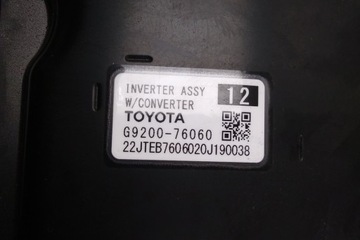 INVERTER ASSY 12
W/CONVERTER
TOYOTA
G9200-76060
22JTEB7606020J190038